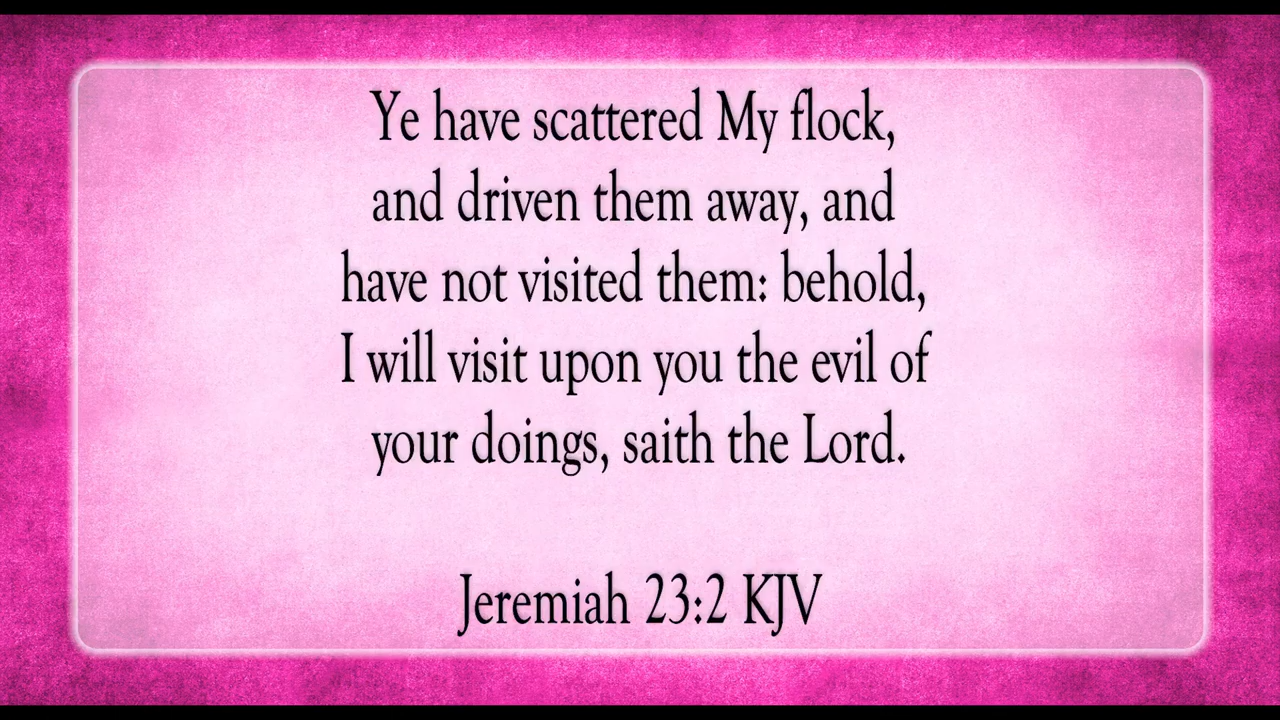 Ye have scattered My flock,
and driven them away, and
have not visited them: behold,
I will visit upon you the evil of
your doings, saith the Lord.
Jeremiah 23:2 KJV